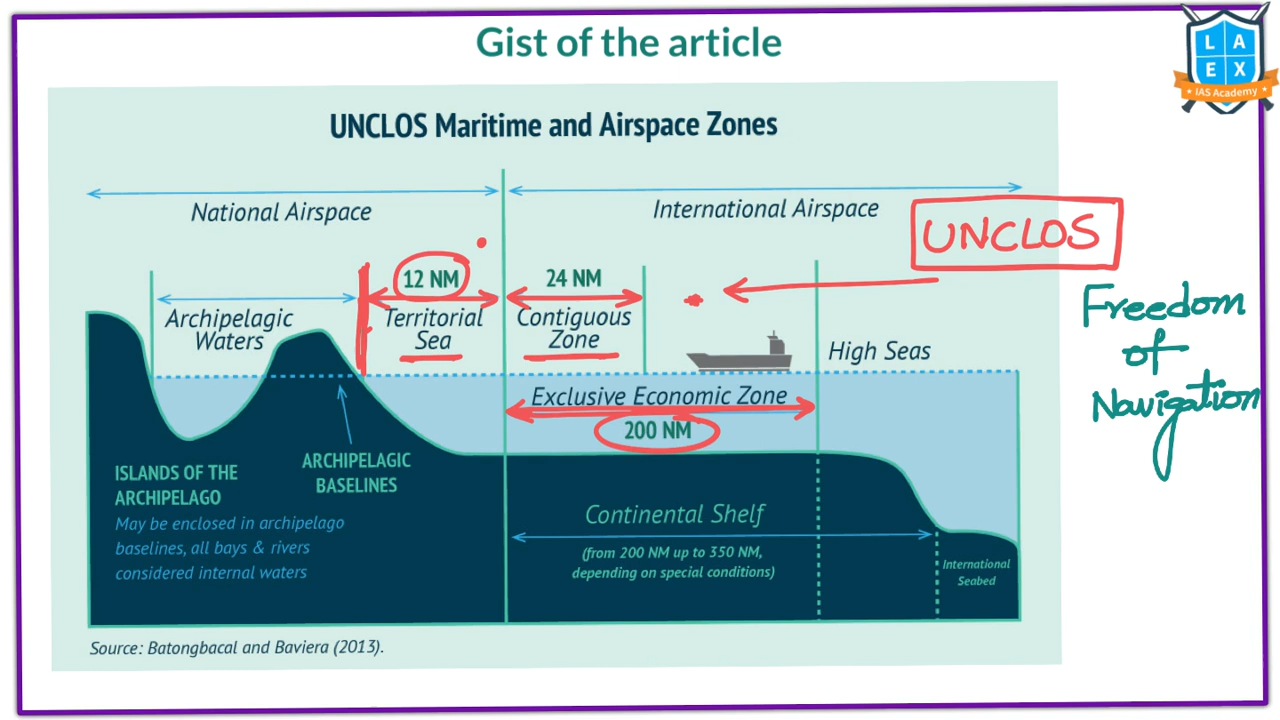 Gist of the article
L A
E X
IAS Academy
UNCLOS Maritime and Airspace Zones
National Airspace
International Airspace
UNCLOS
12 NM
24 NM
Archipelagic
Waters
Territorial
Sea
Contiguous
Zone
High Seas
Freedom
of
Navigation
Exclusive Economic Zone
200 NM
ISLANDS OF THE
ARCHIPELAGO
May be enclosed in archipelago
baselines, all bays & rivers
considered internal waters
ARCHIPELAGIC
BASELINES
Continental Shelf
(from 200 NM up to 350 NM,
depending on special conditions)
International
Seabed
Source: Batongbacal and Baviera (2013).